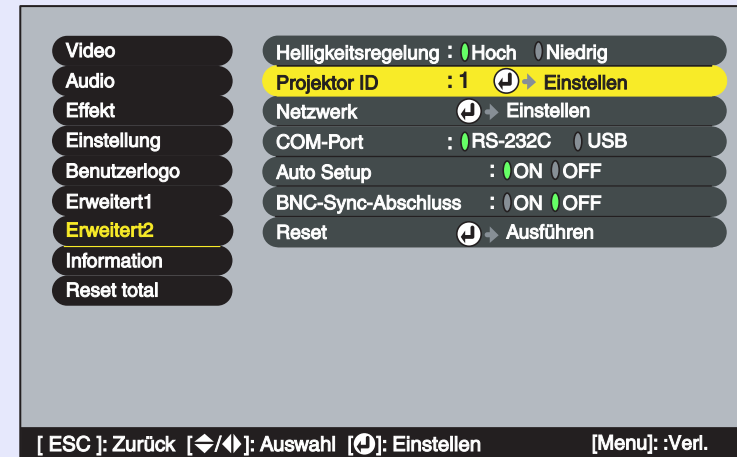 Video
Audio
Effekt
Einstellung
Benutzerlogo
Erweitert1
Erweitert2
Information
Reset total
Helligkeitsregelung : Hoch Niedrig
Projektor ID : 1 Einstellen
Netzwerk Einstellen
COM-Port : RS-232C USB
Auto Setup : ON OFF
BNC-Sync-Abschluss : ON OFF
Reset Ausführen
[ ESC ]: Zurück [/]: Auswahl []: Einstellen [Menu]: :Verl.